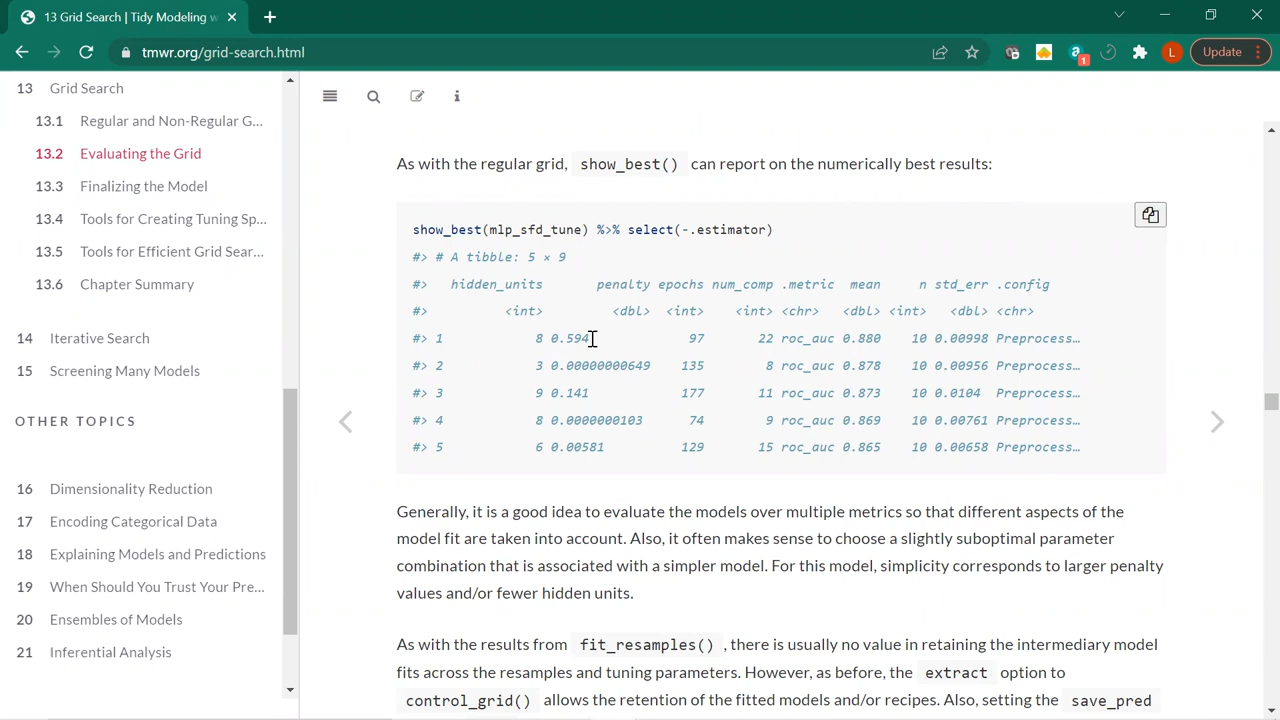 13 Grid Search | Tidy Modeling w
tmwr.org/grid-search.html
1
L
Update
13 Grid Search
13.1 Regular and Non-Regular G...
13.2 Evaluating the Grid
13.3 Finalizing the Model
13.4 Tools for Creating Tuning Sp...
13.5 Tools for Efficient Grid Sear...
13.6 Chapter Summary
14 Iterative Search
15 Screening Many Models
OTHER TOPICS
16 Dimensionality Reduction
17 Encoding Categorical Data
18 Explaining Models and Predictions
19 When Should You Trust Your Pre...
20 Ensembles of Models
21 Inferential Analysis
As with the regular grid, show_best() can report on the numerically best results:
show_best(mlp_sfd_tune) %>% select(-.estimator)
#> # A tibble: 5 × 9
#> hidden_units penalty epochs num_comp .metric mean n std_err .config
#> <int> <dbl> <int> <int> <chr> <dbl> <int> <dbl> <chr>
#> 1 8 0.594 97 22 roc_auc 0.880 10 0.00998 Preprocess…
#> 2 3 0.00000000649 135 8 roc_auc 0.878 10 0.00956 Preprocess…
#> 3 9 0.141 177 11 roc_auc 0.873 10 0.0104 Preprocess…
#> 4 8 0.0000000103 74 9 roc_auc 0.869 10 0.00761 Preprocess…
#> 5 6 0.00581 129 15 roc_auc 0.865 10 0.00658 Preprocess…
Generally, it is a good idea to evaluate the models over multiple metrics so that different aspects of the
model fit are taken into account. Also, it often makes sense to choose a slightly suboptimal parameter
combination that is associated with a simpler model. For this model, simplicity corresponds to larger penalty
values and/or fewer hidden units.
As with the results from fit_resamples() , there is usually no value in retaining the intermediary model
fits across the resamples and tuning parameters. However, as before, the extract option to
control_grid() allows the retention of the fitted models and/or recipes. Also, setting the save_pred